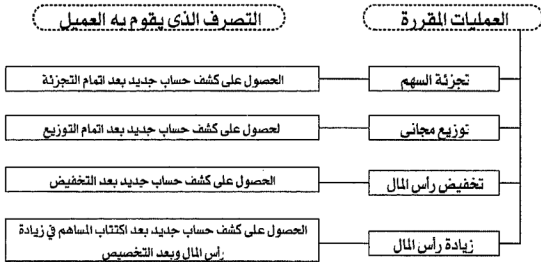 العمليات المقررة
التصرف الذي يقوم به العميل
تجزئة السهم
الحصول على كشف حساب جديد بعد اتمام التجزئة
توزيع مجانى
لحصول على كشف حساب جديد بعد اتمام التوزيع
تخفيض رأس المال
الحصول على كشف حساب جديد بعد التخفيض
زيادة رأس المال
الحصول على كشف حساب جديد بعد اكتتاب المساهم في زيادة
رأس المال وبعد التخصيص